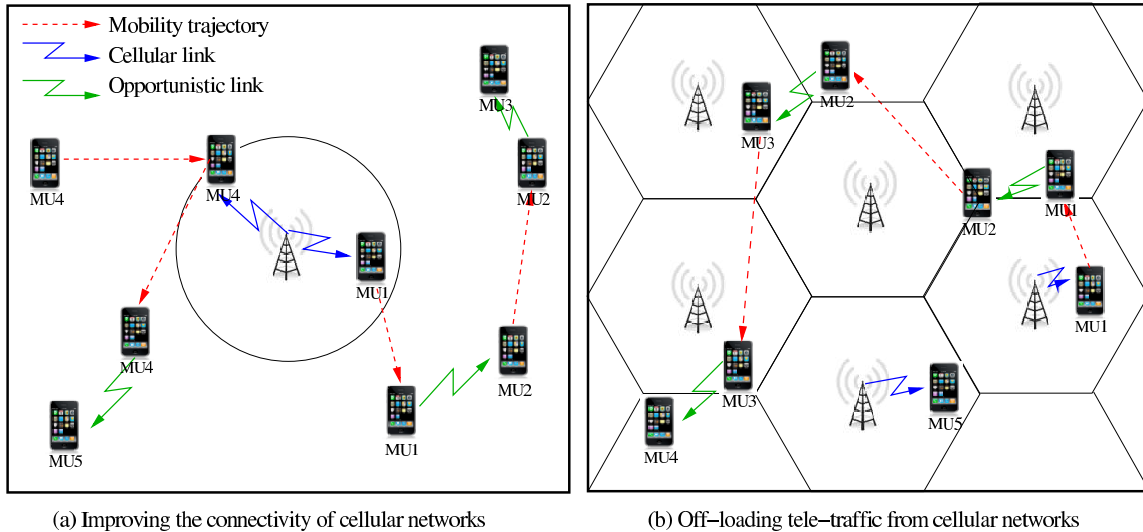 Mobility trajectory
Cellular link
Opportunistic link
MU3
MU4
MU4
MU2
MU1
MU4
MU2
MU5
MU1
(a) Improving the connectivity of cellular networks
MU2
MU3
MU1
MU2
MU1
MU3
MU5
MU4
(b) Off−loading tele−traffic from cellular networks